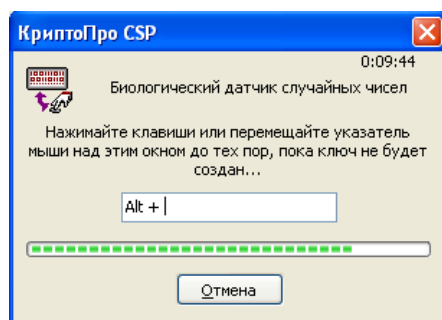 КриптоПро CSP
0:09:44
Биологический датчик случайных чисел
Нажимайте клавиши или перемещайте указатель
мыши над этим окном до тех пор, пока ключ не будет
создан...
Alt +
Отмена